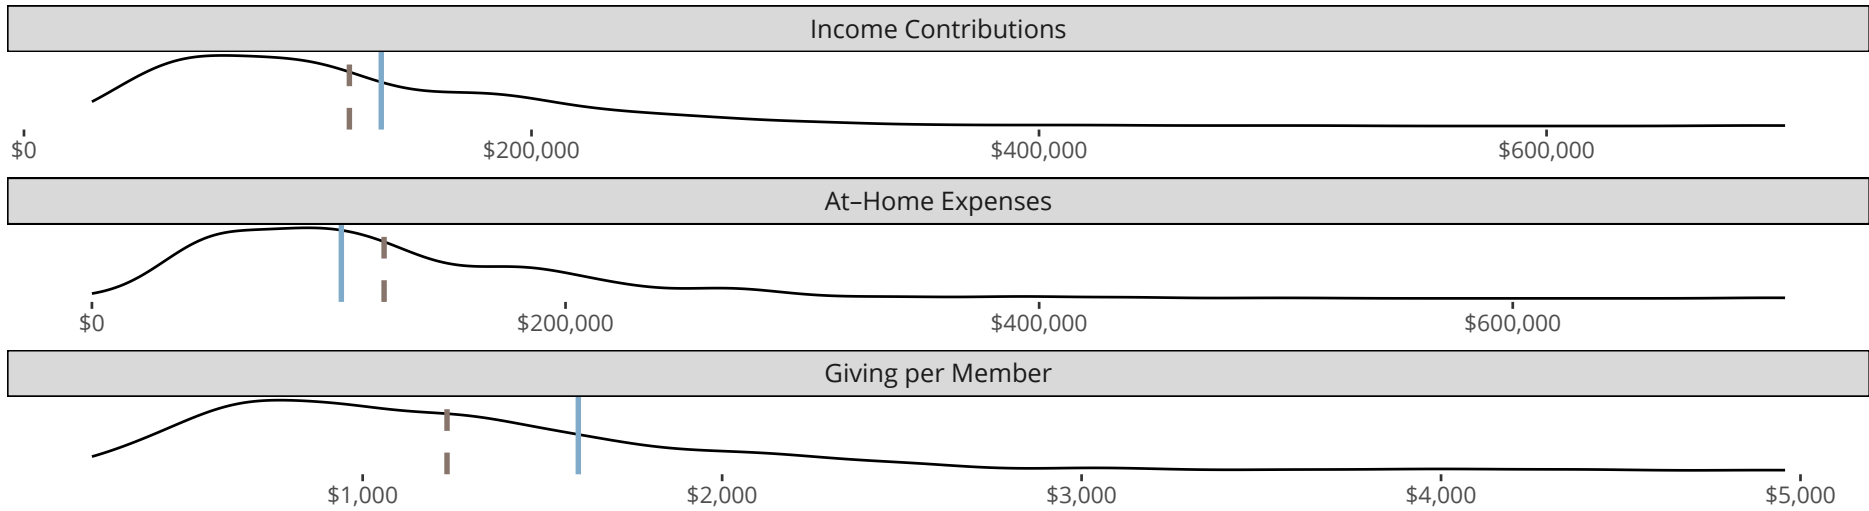 Income Contributions
$0 $200,000 $400,000 $600,000
At–Home Expenses
$0 $200,000 $400,000 $600,000
Giving per Member
$1,000 $2,000 $3,000 $4,000 $5,000